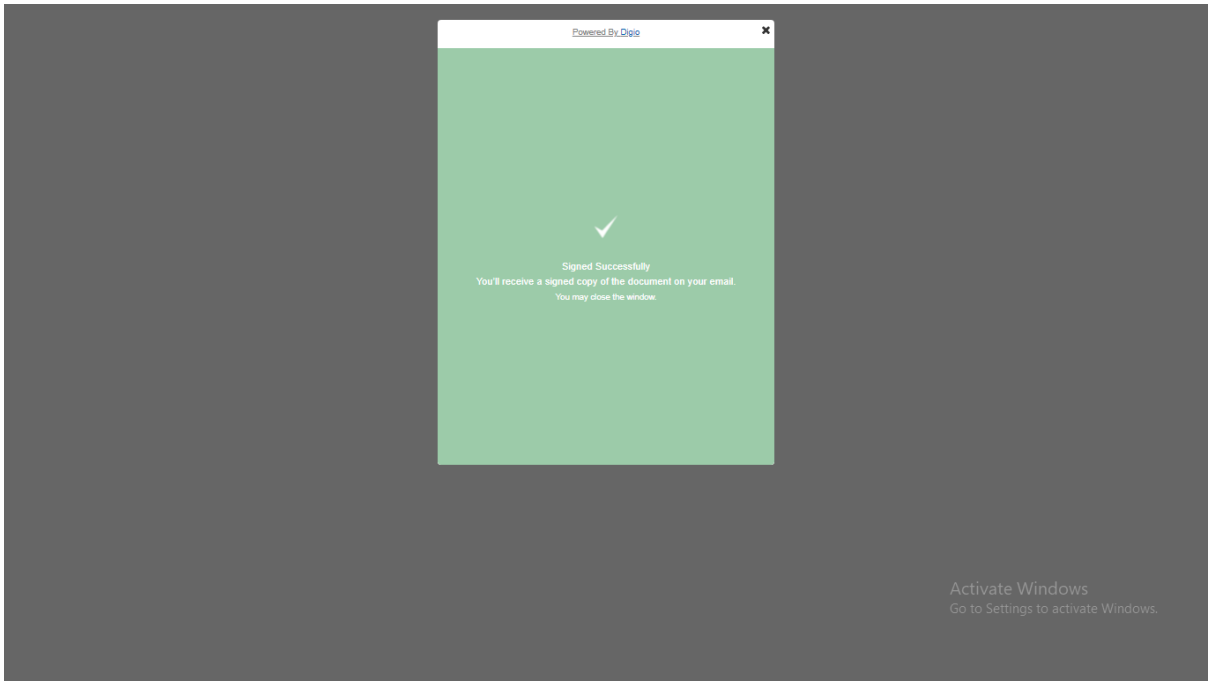 Powered By Digio
Signed Successfully
You'll receive a signed copy of the document on your email.
You may close the window.
Activate Windows
Go to Settings to activate Windows.